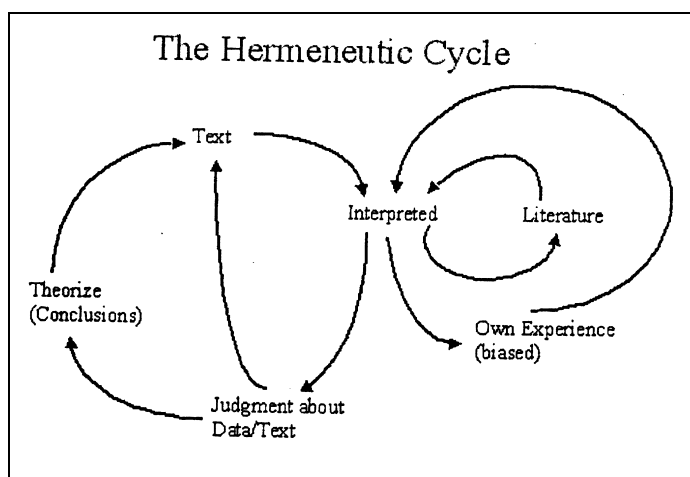 The Hermeneutic Cycle
Text
Interpreted
Literature
Theorize
(Conclusions)
Own Experience
(biased)
Judgment about
Data/Text